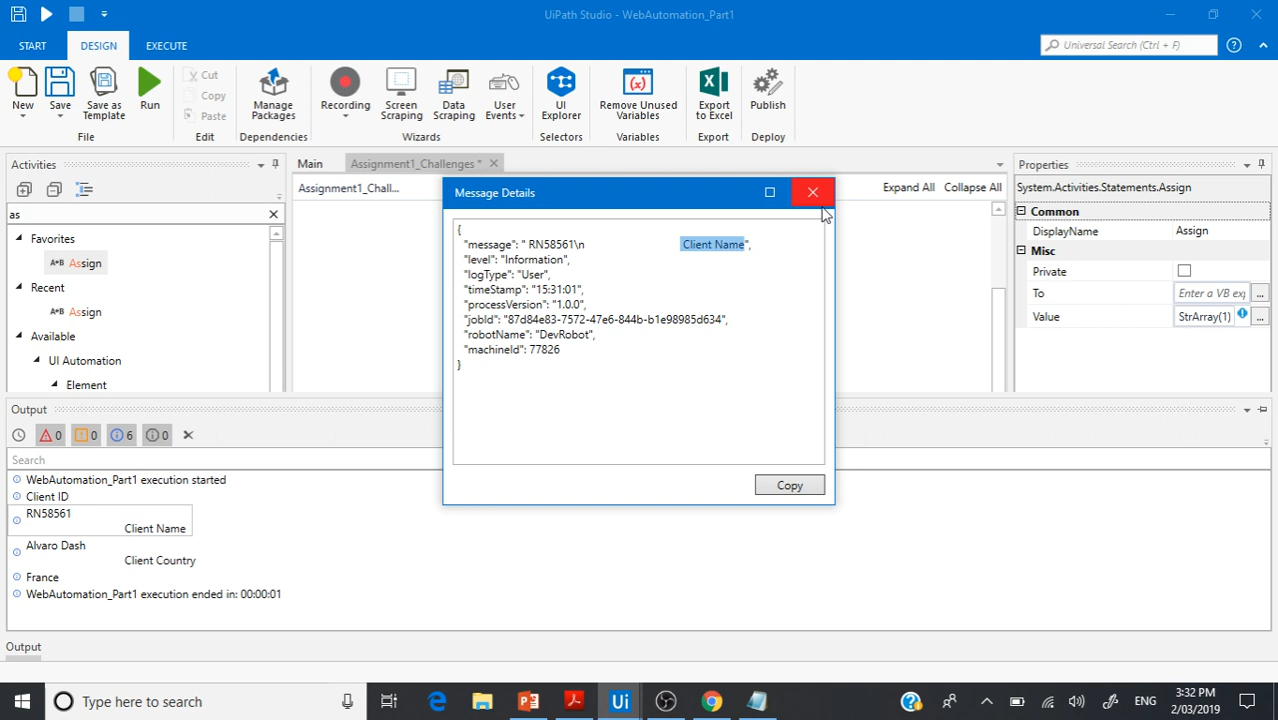 UiPath Studio - WebAutomation_Part1
START
DESIGN
EXECUTE
Universal Search (Ctrl + F)
New
Save
Save as Template
Run
Cut
Copy
Paste
Manage Packages
Recording
Screen Scraping
Data Scraping
User Events
UI Explorer
Remove Unused Variables
Export to Excel
Publish
File
Edit
Dependencies
Wizards
Selectors
Variables
Export
Deploy
Activities
as
Favorites
A*B Assign
Recent
A*B Assign
Available
UI Automation
Element
Main
Assignment1_Challenges *
Assignment1_Chall...
Expand All
Collapse All
Message Details
{
"message": " RN58561\n Client Name",
"level": "Information",
"logType": "User",
"timeStamp": "15:31:01",
"processVersion": "1.0.0",
"jobId": "87d84e83-7572-47e6-844b-b1e98985d634",
"robotName": "DevRobot",
"machineId": 77826
}
Copy
Properties
System.Activities.Statements.Assign
Common
DisplayName Assign
Misc
Private
To Enter a VB exp ...
Value StrArray(1) ...
Output
0 0 6 0
Search
WebAutomation_Part1 execution started
Client ID
RN58561
Client Name
Alvaro Dash
Client Country
France
WebAutomation_Part1 execution ended in: 00:00:01
Output
Type here to search
Ui
ENG
3:32 PM
2/03/2019